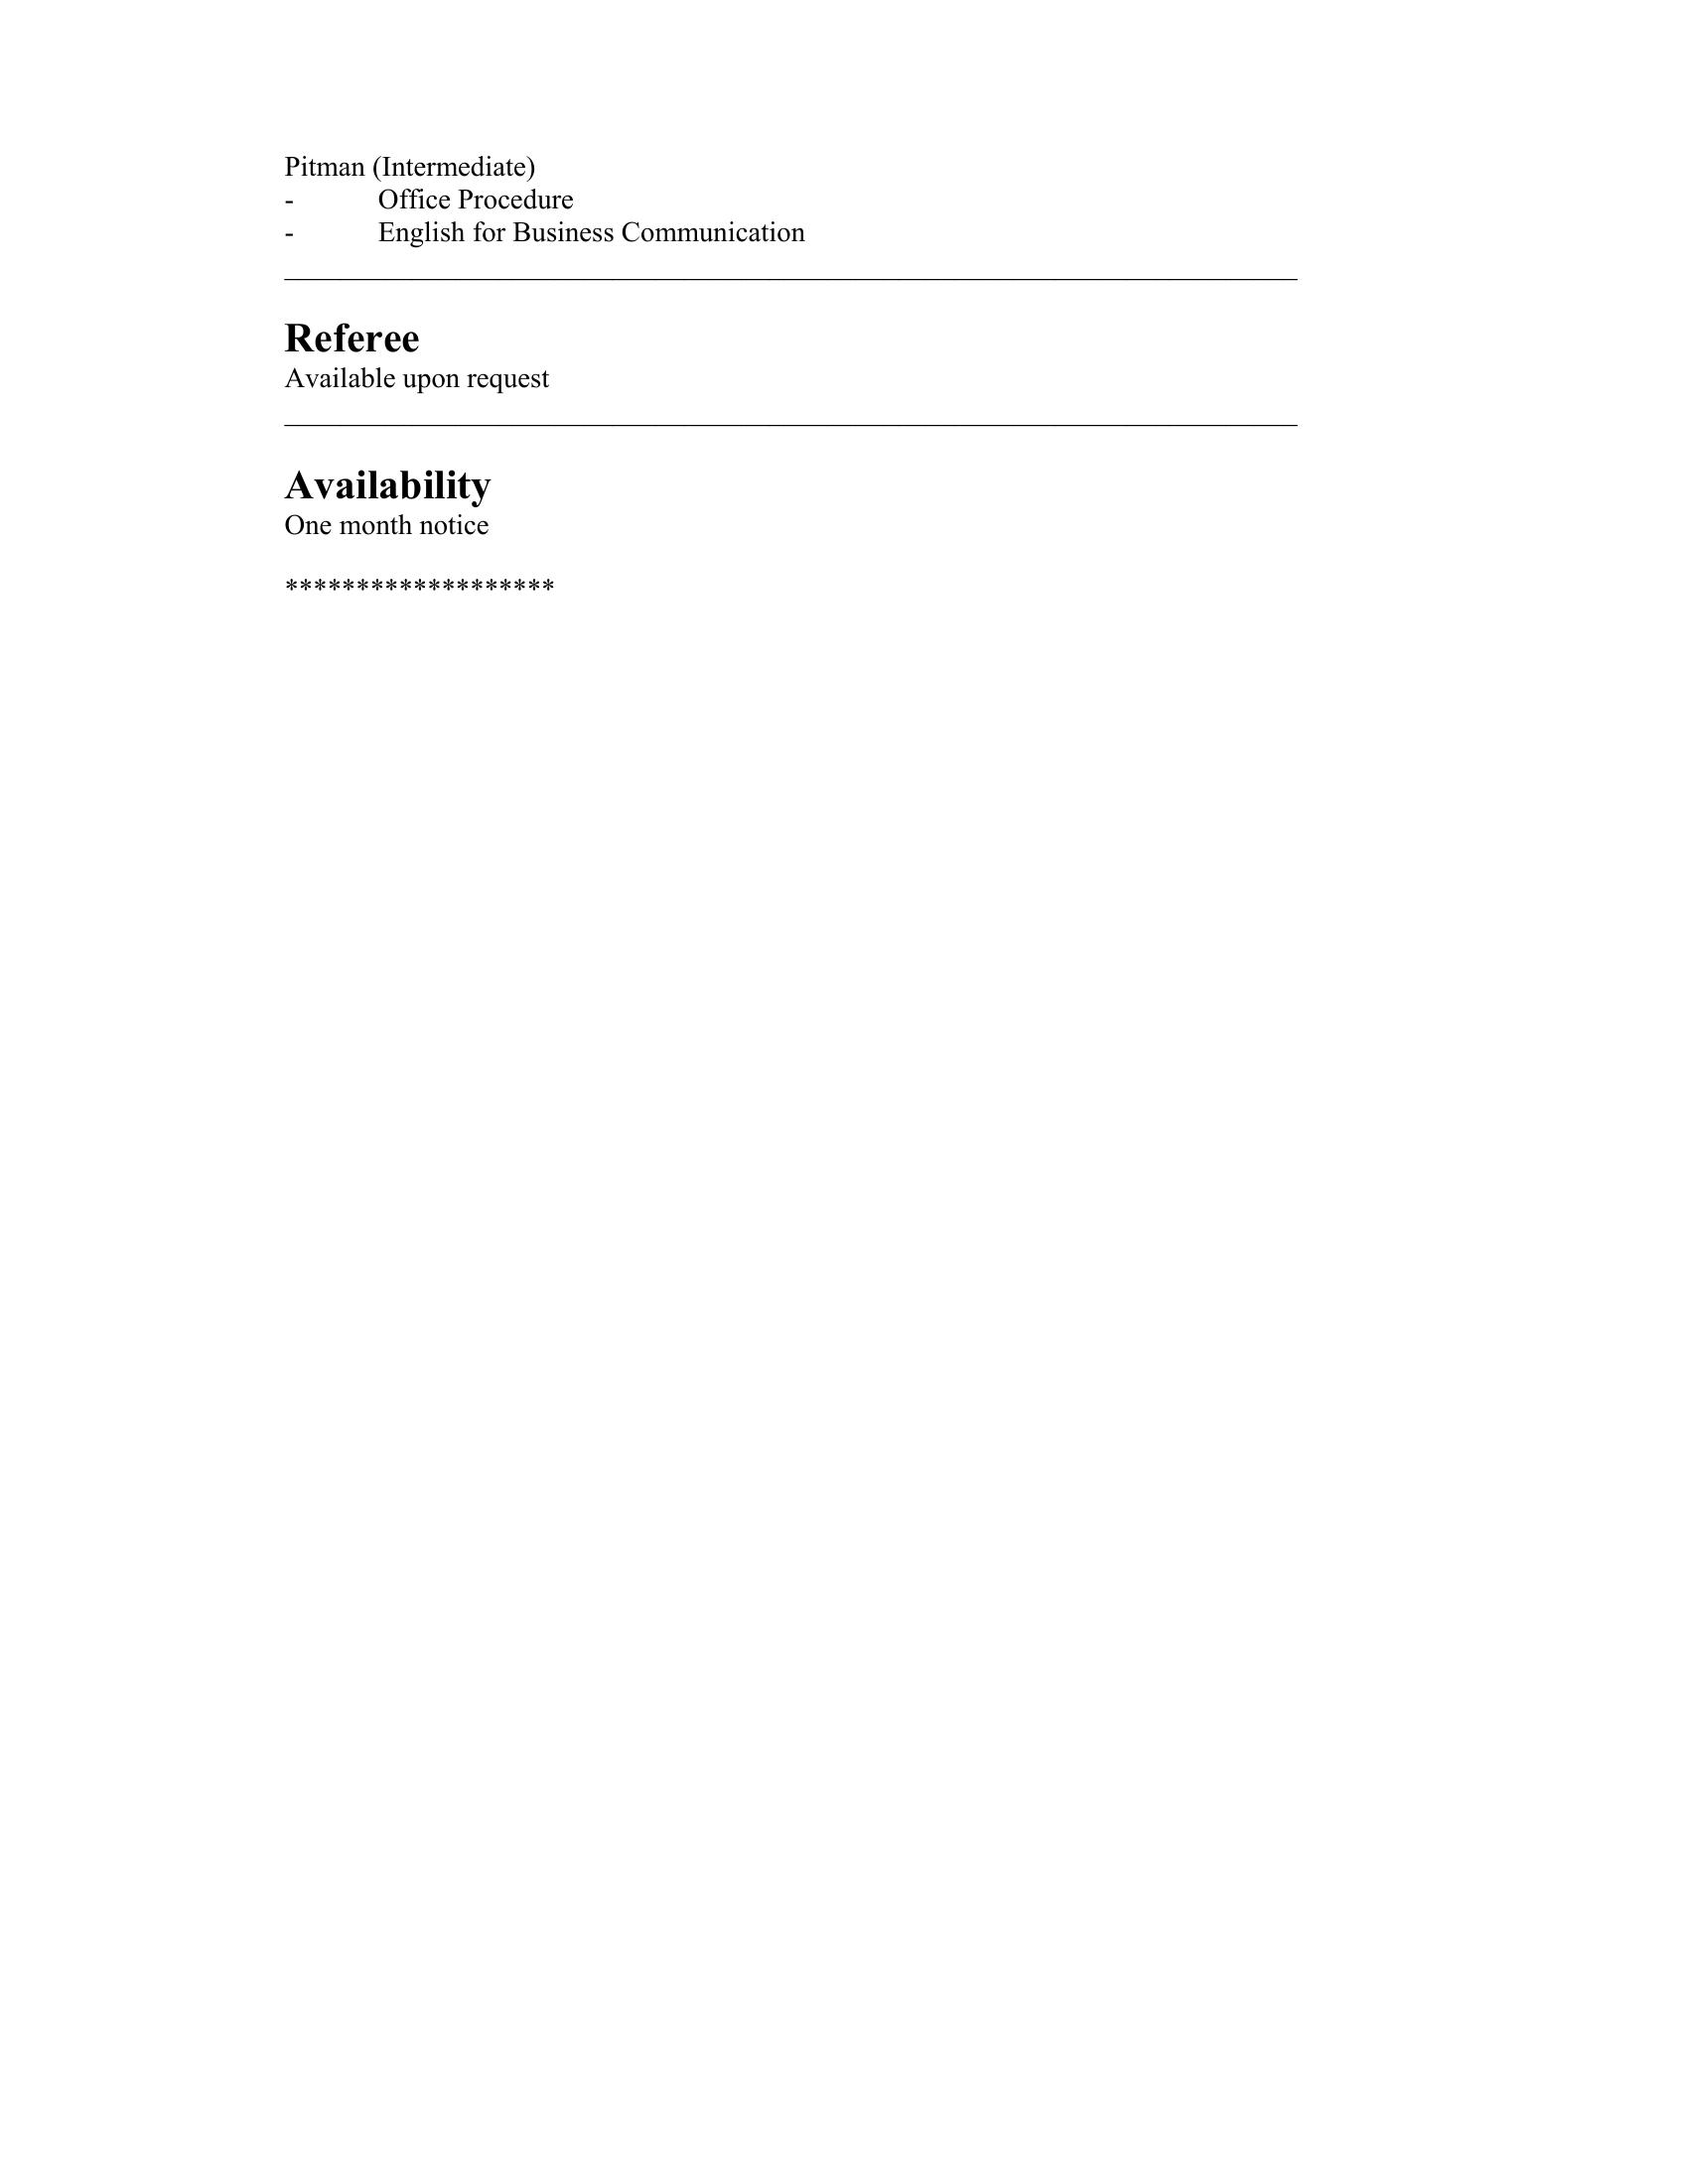 Pitman (Intermediate)
- Office Procedure
- English for Business Communication
Referee
Available upon request
Availability
One month notice
*******************